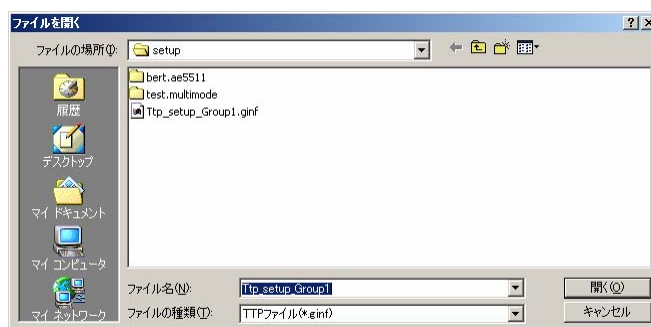 ファイルを開く
ファイルの場所(I):
setup
bert.ae5511
test.multimode
Ttp_setup_Group1.ginf
履歴
デスクトップ
マイ ドキュメント
マイ コンピュータ
マイ ネットワーク
ファイル名(N):
Ttp_setup_Group1
開く(O)
ファイルの種類(T):
TTPファイル(*.ginf)
キャンセル